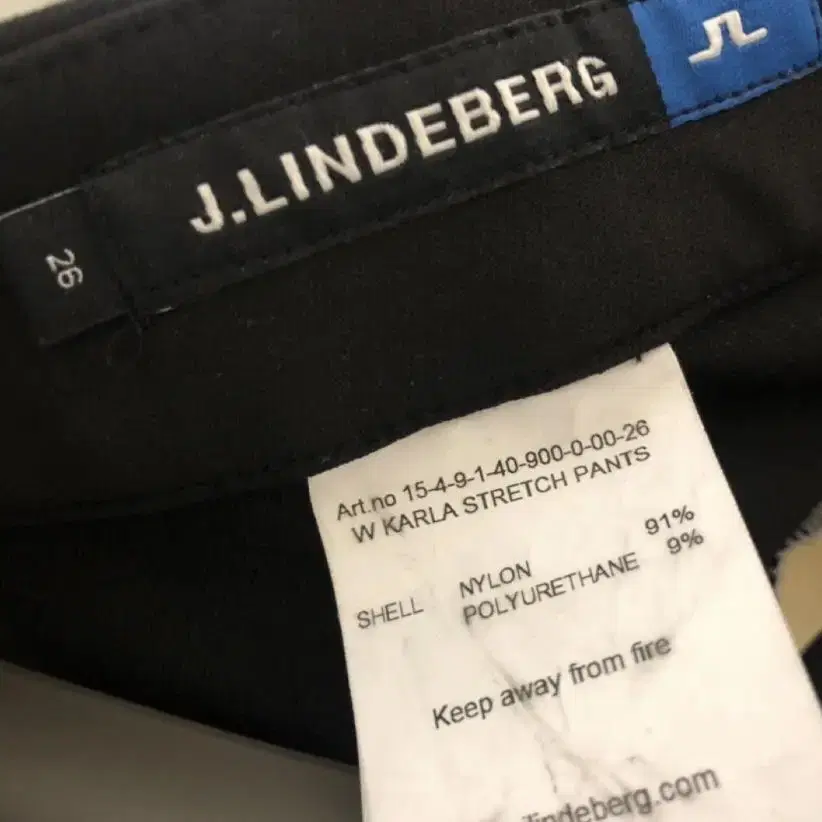 J.LINDEBERG
JL
26
Art.no 15-4-9-1-40-900-0-00-26
W KARLA STRETCH PANTS
SHELL NYLON 91%
POLYURETHANE 9%
Keep away from fire
lindeberg.com